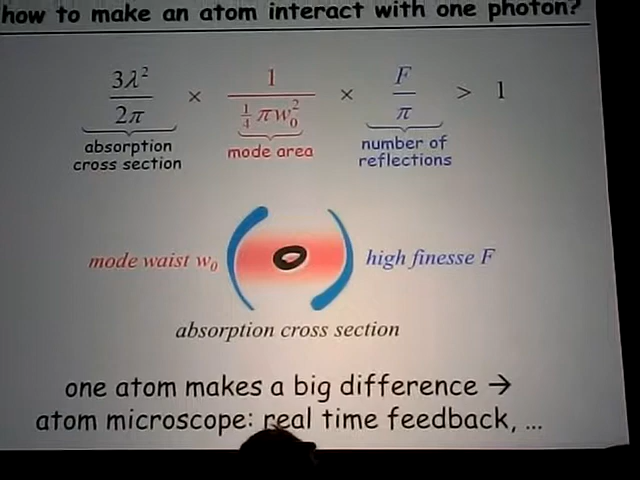 how to make an atom interact with one photon?
3λ²/2π × 1/(¼πw₀²) × F/π > 1
absorption cross section
mode area
number of reflections
mode waist w₀
high finesse F
absorption cross section
one atom makes a big difference →
atom microscope: real time feedback, ...